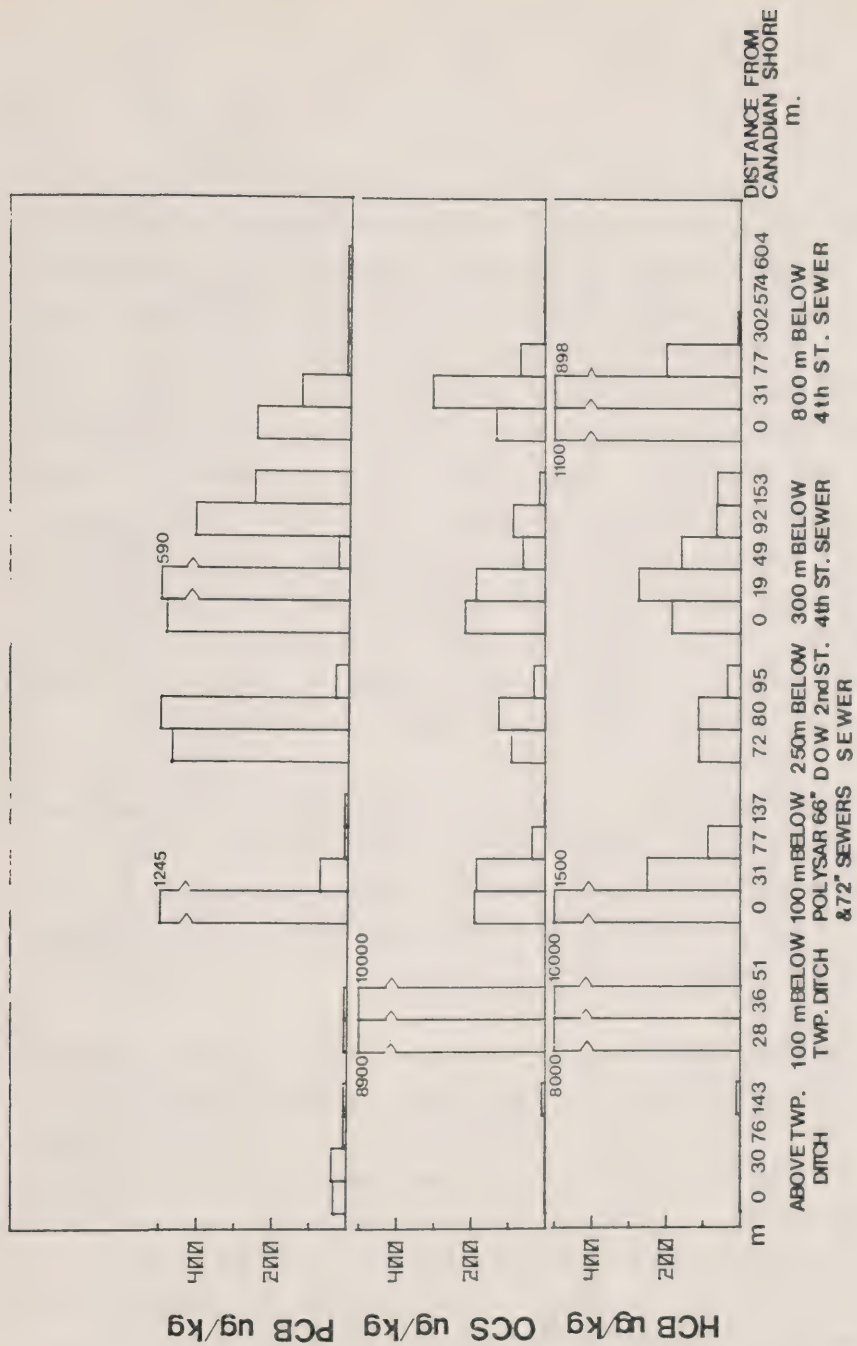 PCB ug/kg
400
200
1245
590
OCS ug/kg
400
200
8900
10000
HCB ug/kg
400
200
8000
10000
1500
1100
898
m 0 30 76 143 28 36 51 0 31 77 137 72 80 95 0 19 49 92 153 0 31 77 302 574 604
DISTANCE FROM
CANADIAN SHORE
m.
ABOVE TWP.
DITCH
100 m BELOW
TWP. DITCH
100 m BELOW
POLYSAR 66"
& 72" SEWERS
250m BELOW
DOW 2nd ST.
SEWER
300 m BELOW
4th ST. SEWER
800 m BELOW
4th ST. SEWER